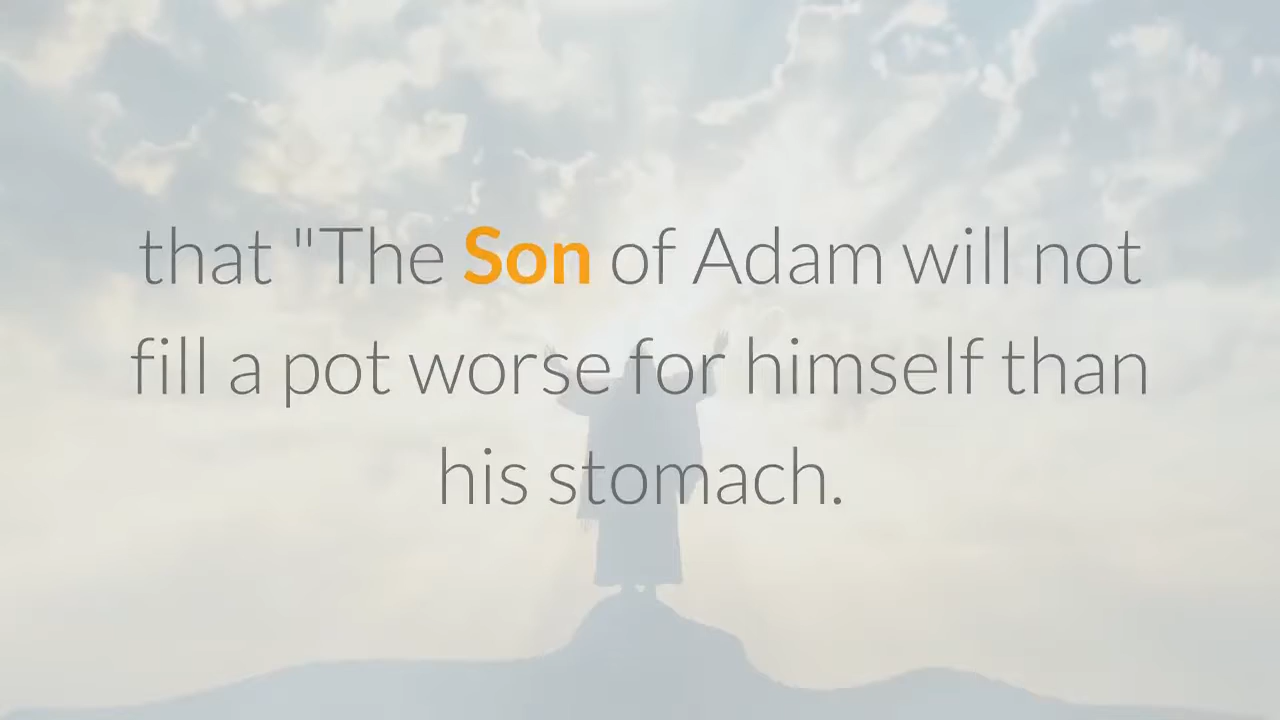 that "The Son of Adam will not
fill a pot worse for himself than
his stomach.